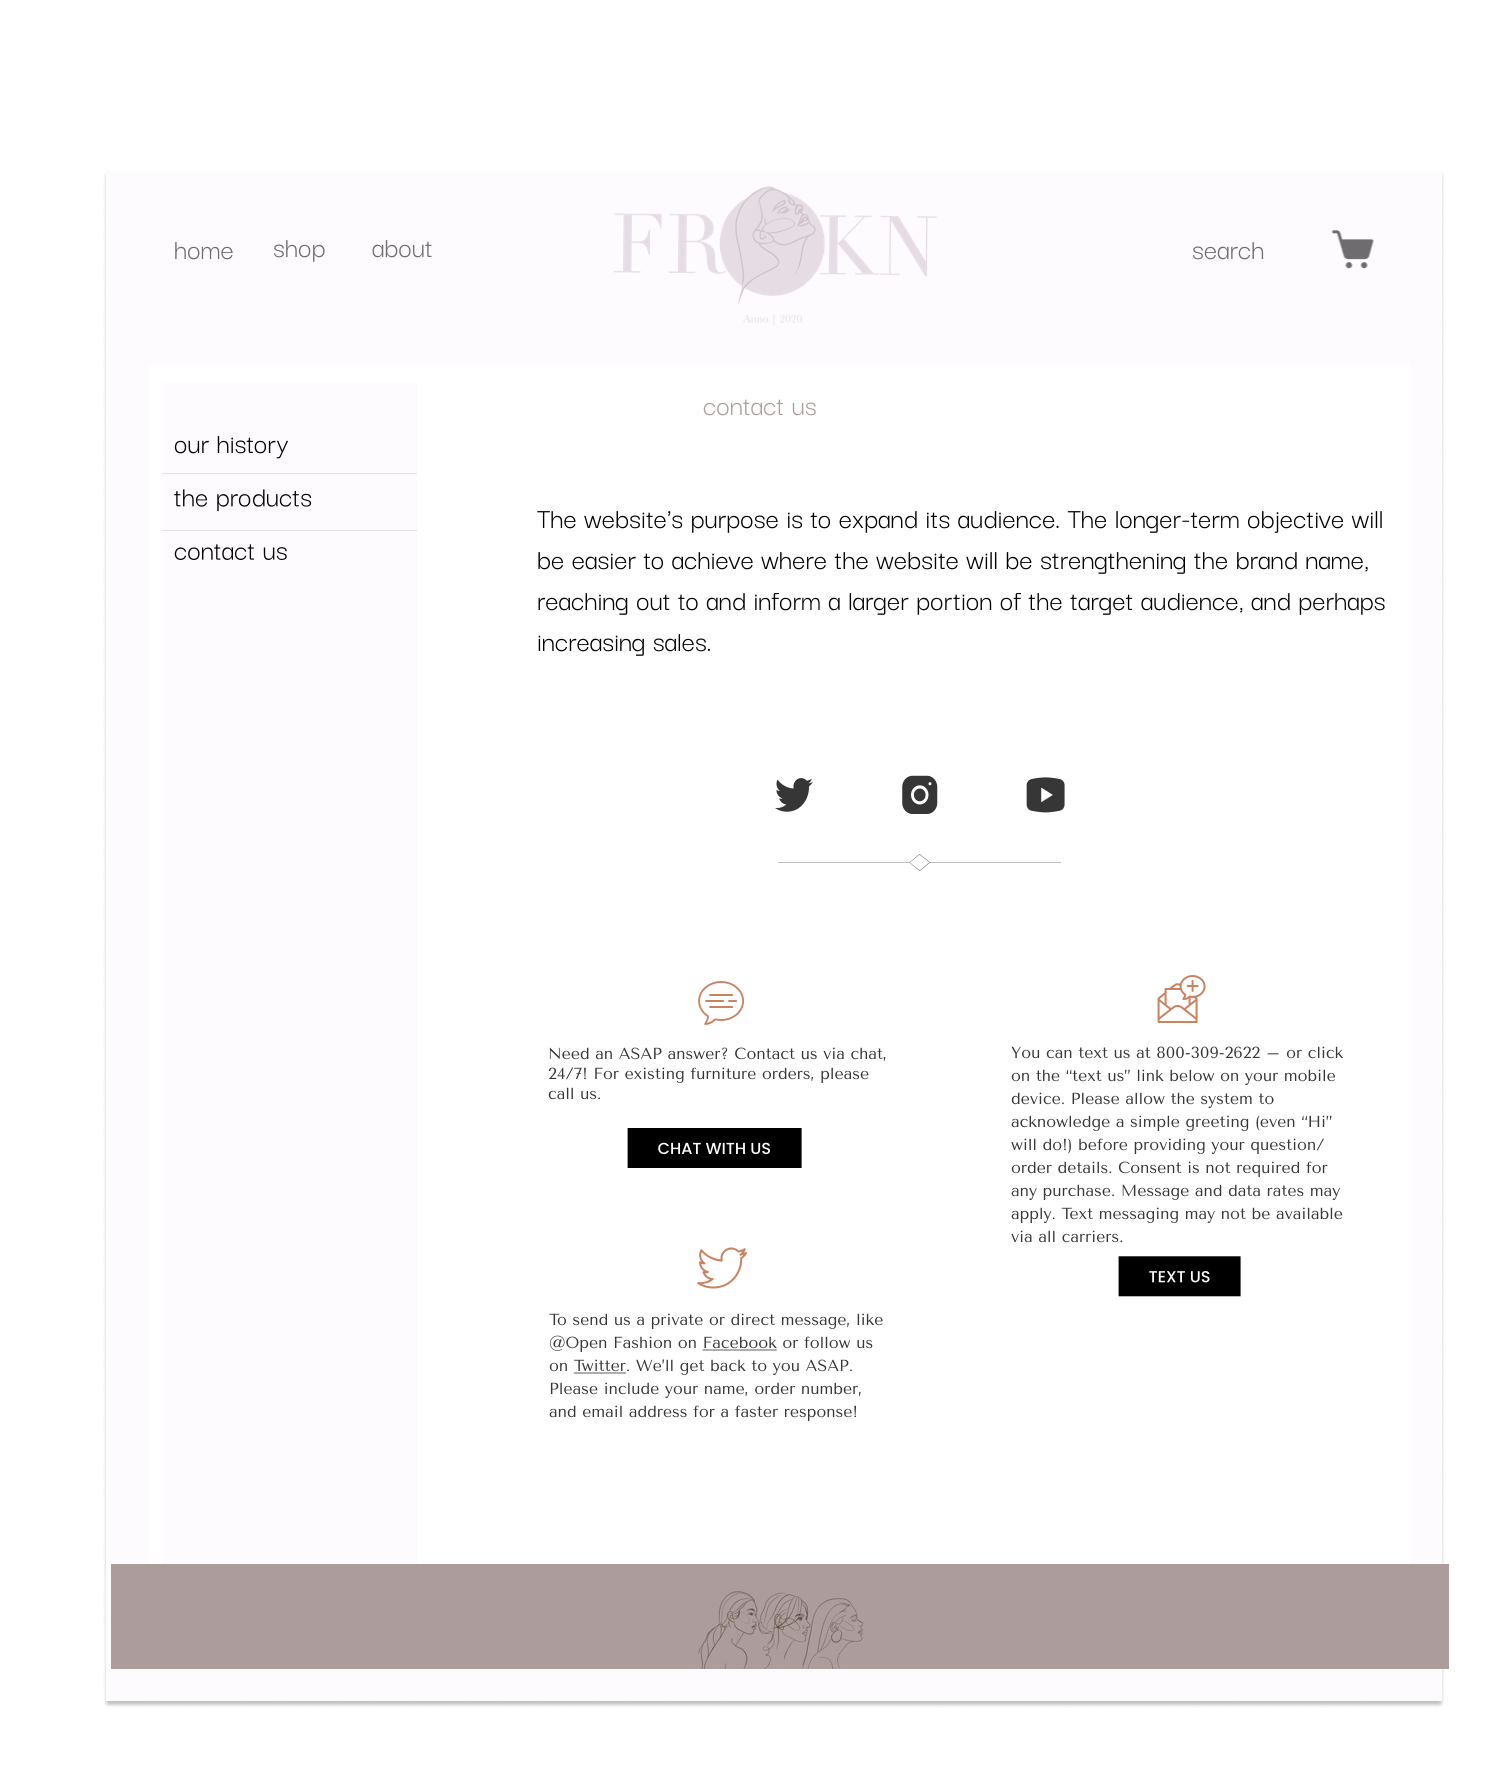 home shop about
FR KN
Anno | 2020
search
contact us
our history
the products
contact us
The website’s purpose is to expand its audience. The longer-term objective will
be easier to achieve where the website will be strengthening the brand name,
reaching out to and inform a larger portion of the target audience, and perhaps
increasing sales.
Need an ASAP answer? Contact us via chat,
24/7! For existing furniture orders, please
call us.
CHAT WITH US
To send us a private or direct message, like
@Open Fashion on Facebook or follow us
on Twitter. We’ll get back to you ASAP.
Please include your name, order number,
and email address for a faster response!
You can text us at 800-309-2622 – or click
on the “text us” link below on your mobile
device. Please allow the system to
acknowledge a simple greeting (even “Hi”
will do!) before providing your question/
order details. Consent is not required for
any purchase. Message and data rates may
apply. Text messaging may not be available
via all carriers.
TEXT US